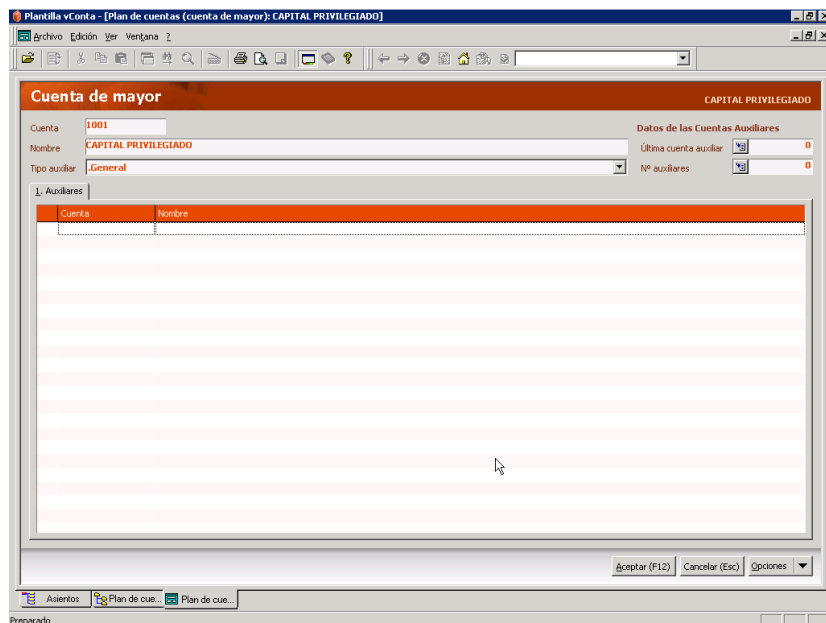 Plantilla vConta - [Plan de cuentas (cuenta de mayor): CAPITAL PRIVILEGIADO]
Archivo Edición Ver Ventana ?
Cuenta de mayor
CAPITAL PRIVILEGIADO
Cuenta 1001
Datos de las Cuentas Auxiliares
Nombre CAPITAL PRIVILEGIADO
Última cuenta auxiliar 0
Tipo auxiliar .General
Nº auxiliares 0
1. Auxiliares
Cuenta Nombre
Aceptar (F12) Cancelar (Esc) Opciones
Asientos Plan de cue... Plan de cue...
Preparado